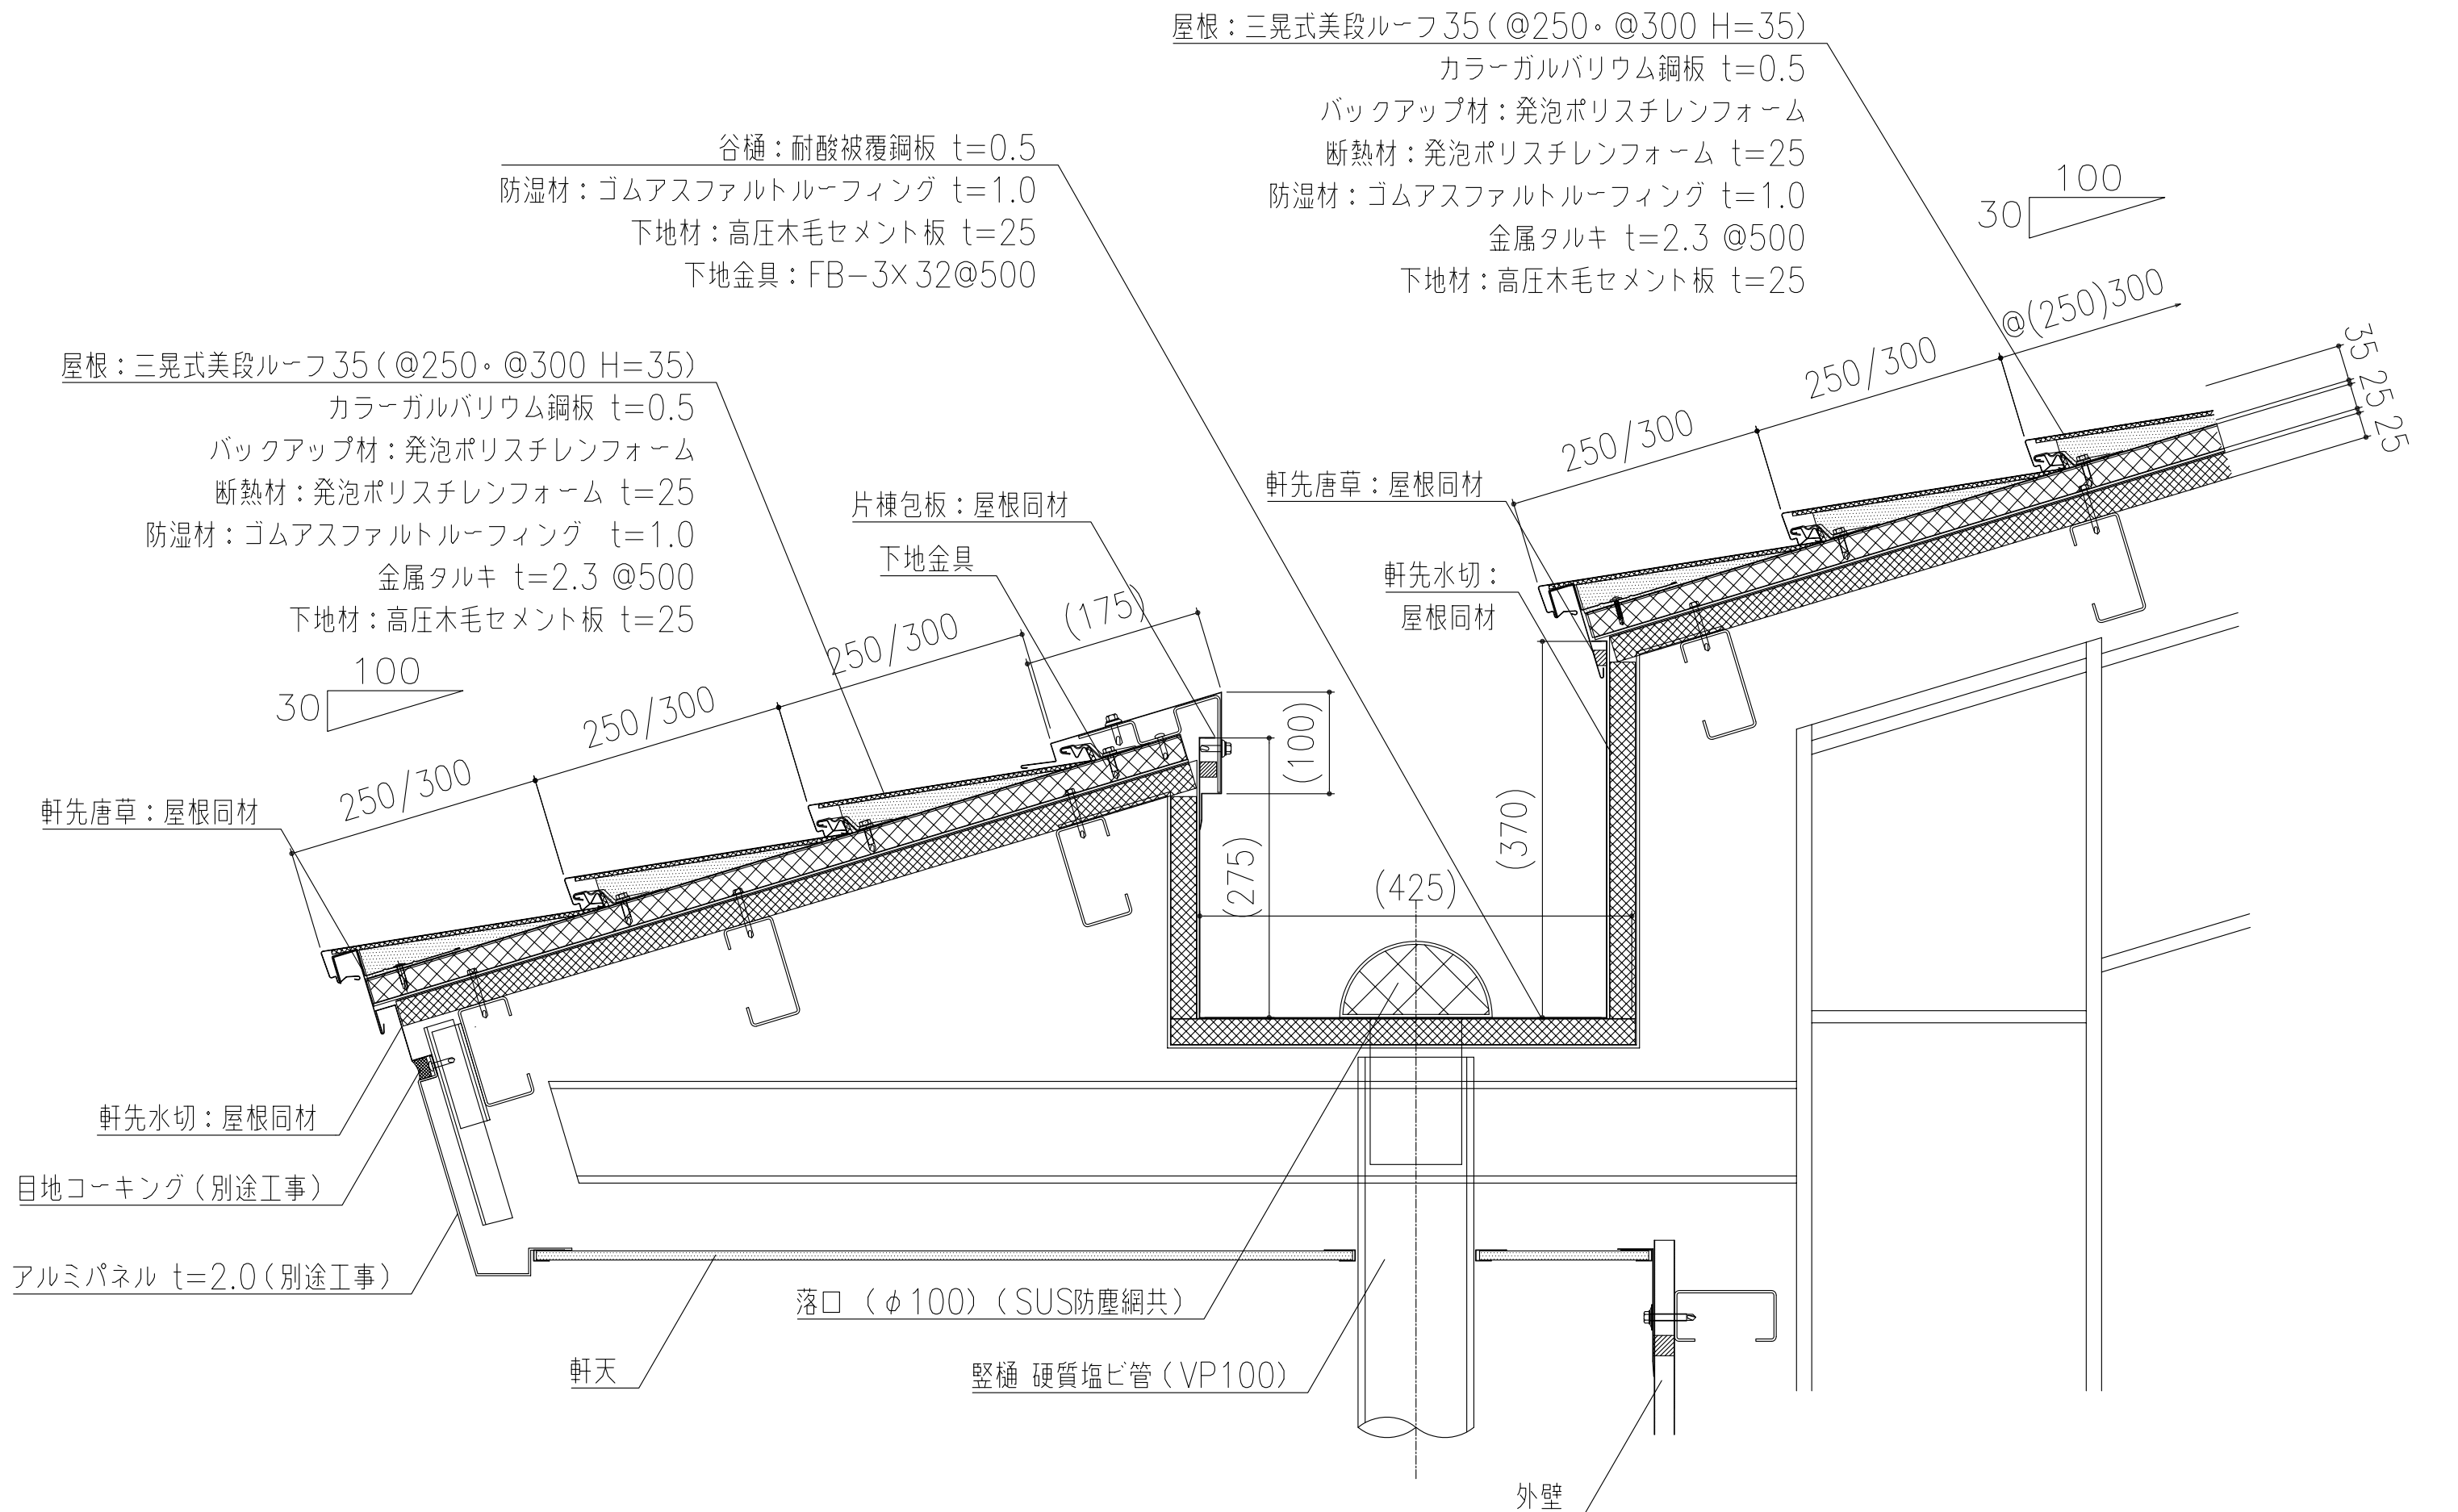 屋根：三晃式美段ルーフ35(@250・@300 H=35)
カラーガルバリウム鋼板 t=0.5
バックアップ材：発泡ポリスチレンフォーム
断熱材：発泡ポリスチレンフォーム t=25
防湿材：ゴムアスファルトルーフィング t=1.0
金属タルキ t=2.3 @500
下地材：高圧木毛セメント板 t=25
谷樋：耐酸被覆鋼板 t=0.5
防湿材：ゴムアスファルトルーフィング t=1.0
下地材：高圧木毛セメント板 t=25
下地金具：FB-3×32@500
100
30
@(250)300
250/300
250/300
35
25
25
屋根：三晃式美段ルーフ35(@250・@300 H=35)
カラーガルバリウム鋼板 t=0.5
バックアップ材：発泡ポリスチレンフォーム
断熱材：発泡ポリスチレンフォーム t=25
防湿材：ゴムアスファルトルーフィング t=1.0
金属タルキ t=2.3 @500
下地材：高圧木毛セメント板 t=25
100
30
片棟包板：屋根同材
下地金具
軒先唐草：屋根同材
軒先水切：
屋根同材
(175)
250/300
250/300
250/300
(100)
(275)
(370)
(425)
軒先唐草：屋根同材
軒先水切：屋根同材
目地コーキング(別途工事)
アルミパネル t=2.0(別途工事)
軒天
落口 (φ100)(SUS防塵網共)
竪樋 硬質塩ビ管(VP100)
外壁